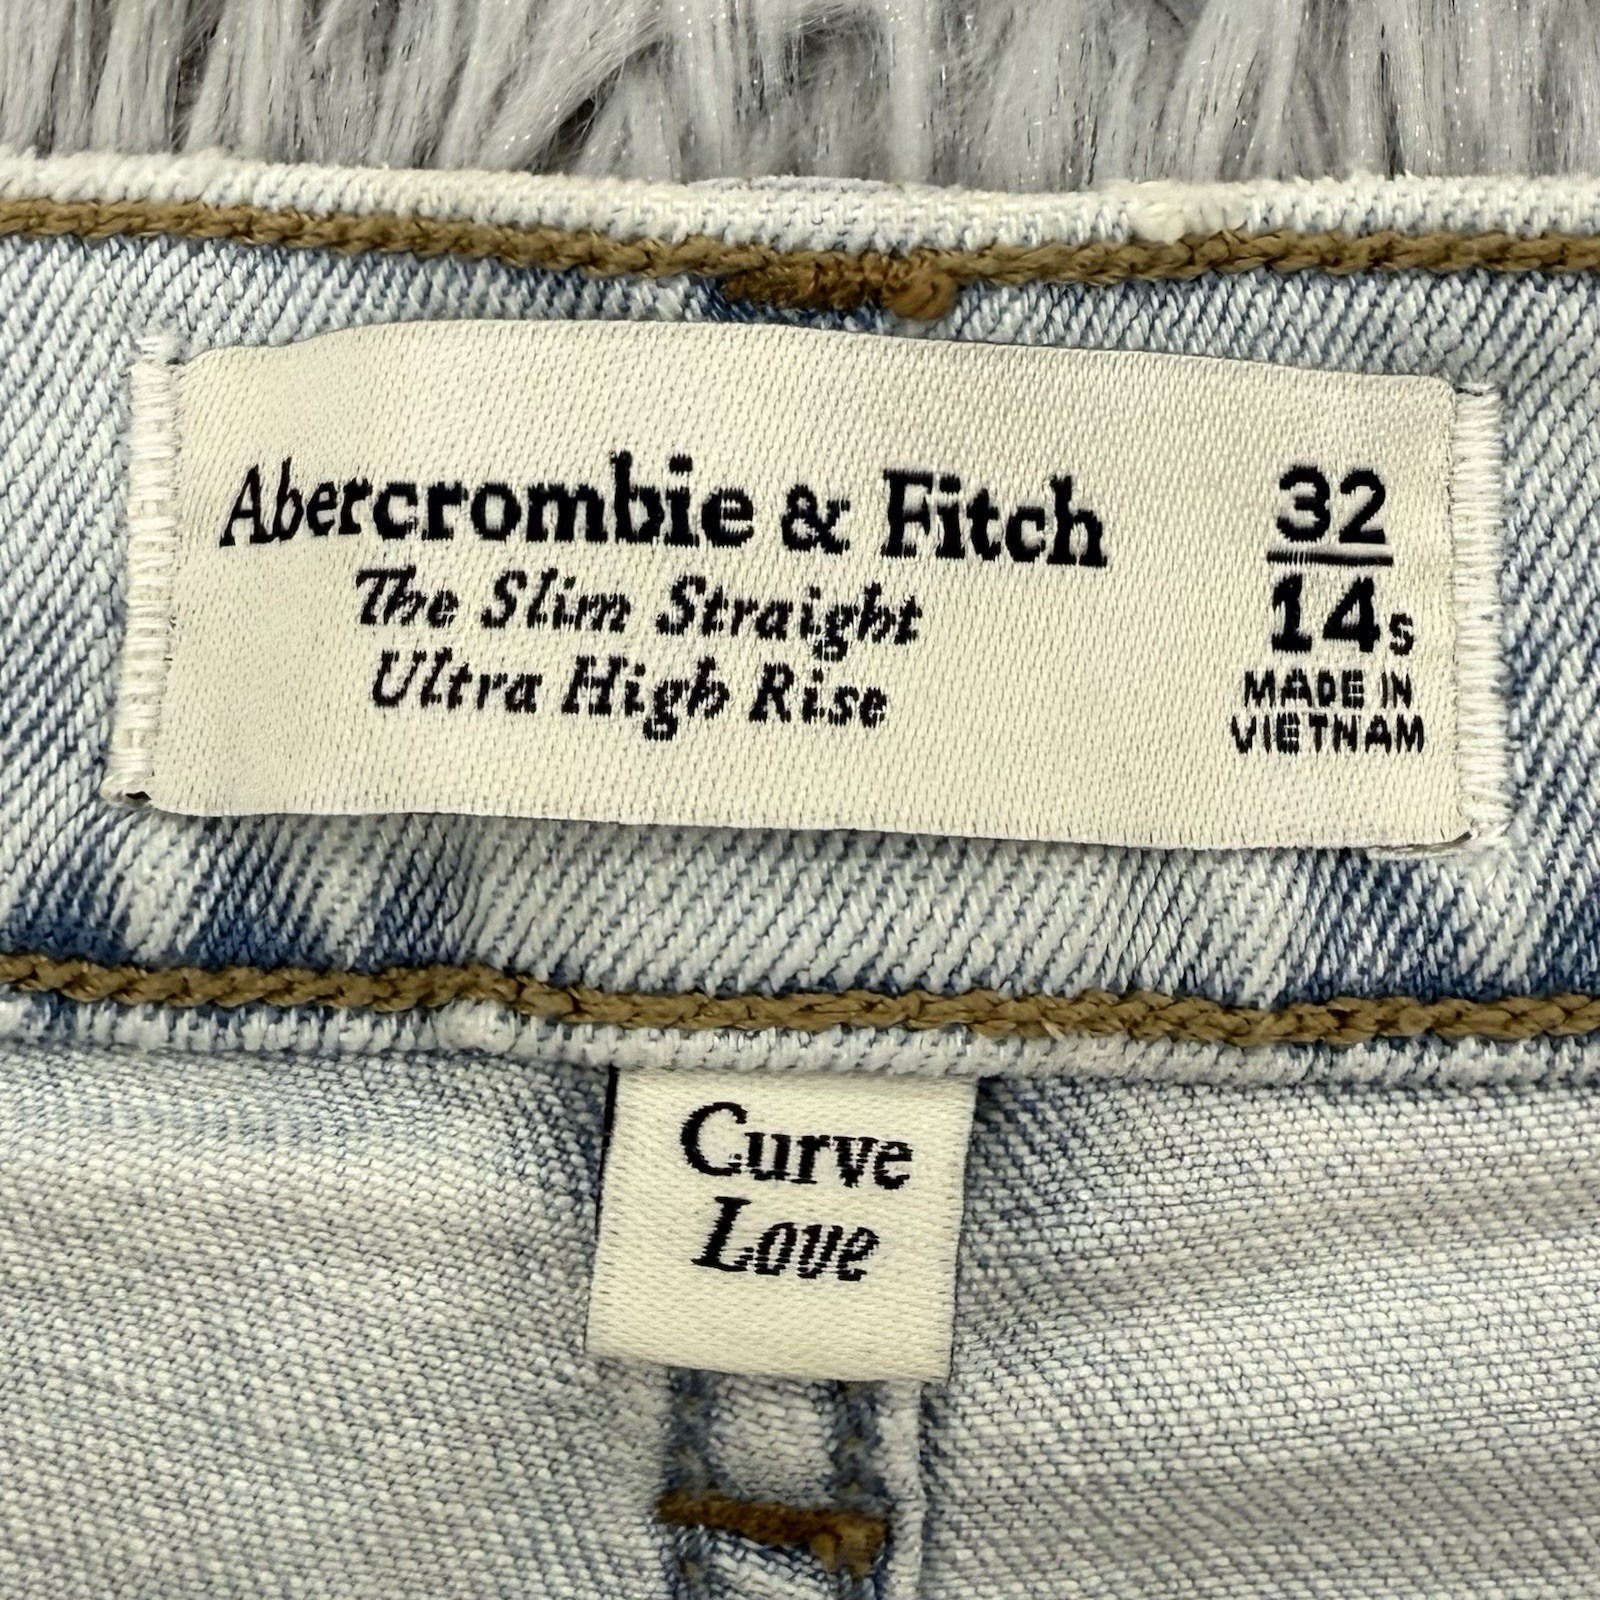 Abercrombie & Fitch
The Slim Straight
Ultra High Rise
32
14s
MADE IN
VIETNAM
Curve
Love